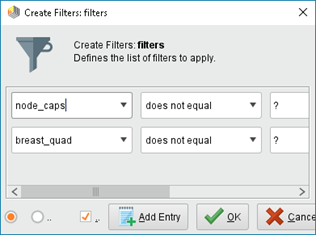 Create Filters: filters
Create Filters: filters
Defines the list of filters to apply.
node_caps does not equal ?
breast_quad does not equal ?
.. . Add Entry OK Cance